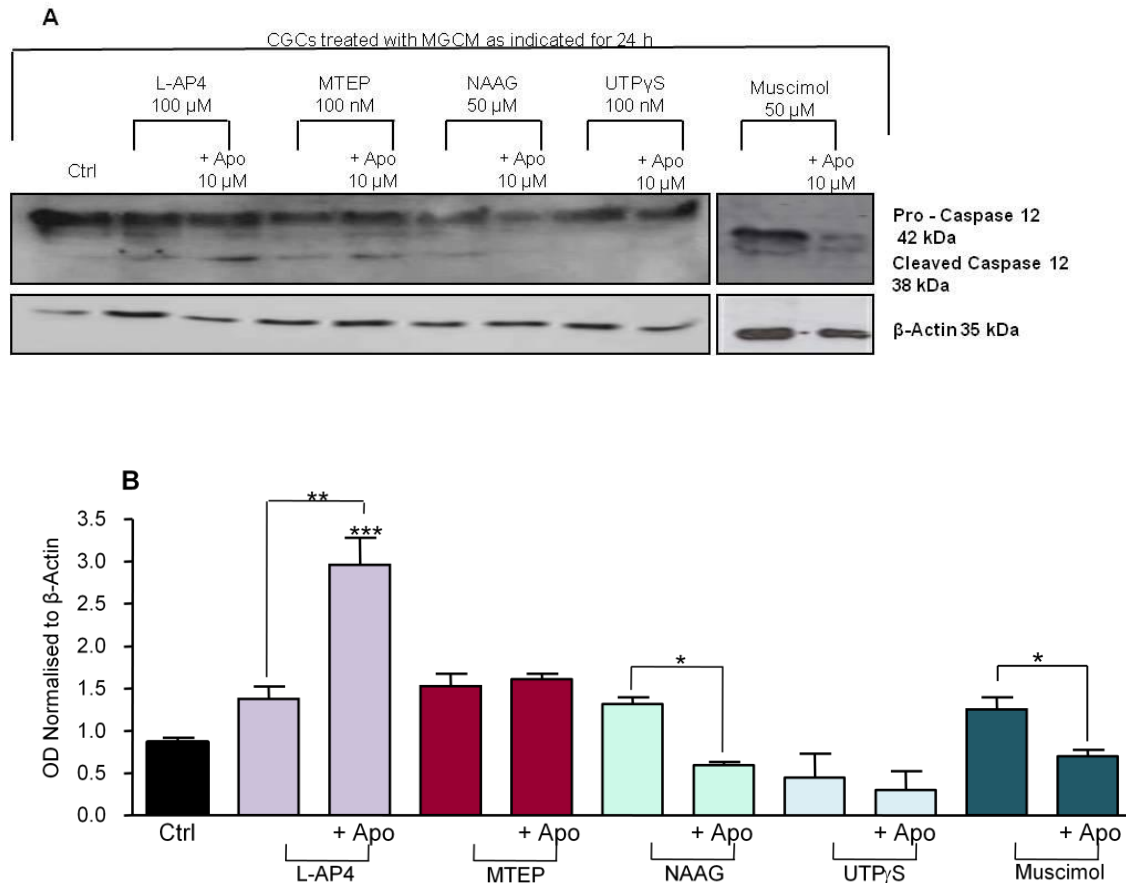 A
CGCs treated with MGCM as indicated for 24 h
L-AP4 MTEP NAAG UTPγS Muscimol
100 µM 100 nM 50 µM 100 nM 50 µM
Ctrl + Apo + Apo + Apo + Apo + Apo
10 µM 10 µM 10 µM 10 µM 10 µM
Pro - Caspase 12
42 kDa
Cleaved Caspase 12
38 kDa
β-Actin 35 kDa
B
OD Normalised to β-Actin
3.5
3.0
2.5
2.0
1.5
1.0
0.5
0.0
**
***
*
*
Ctrl + Apo + Apo + Apo + Apo + Apo
L-AP4 MTEP NAAG UTPγS Muscimol